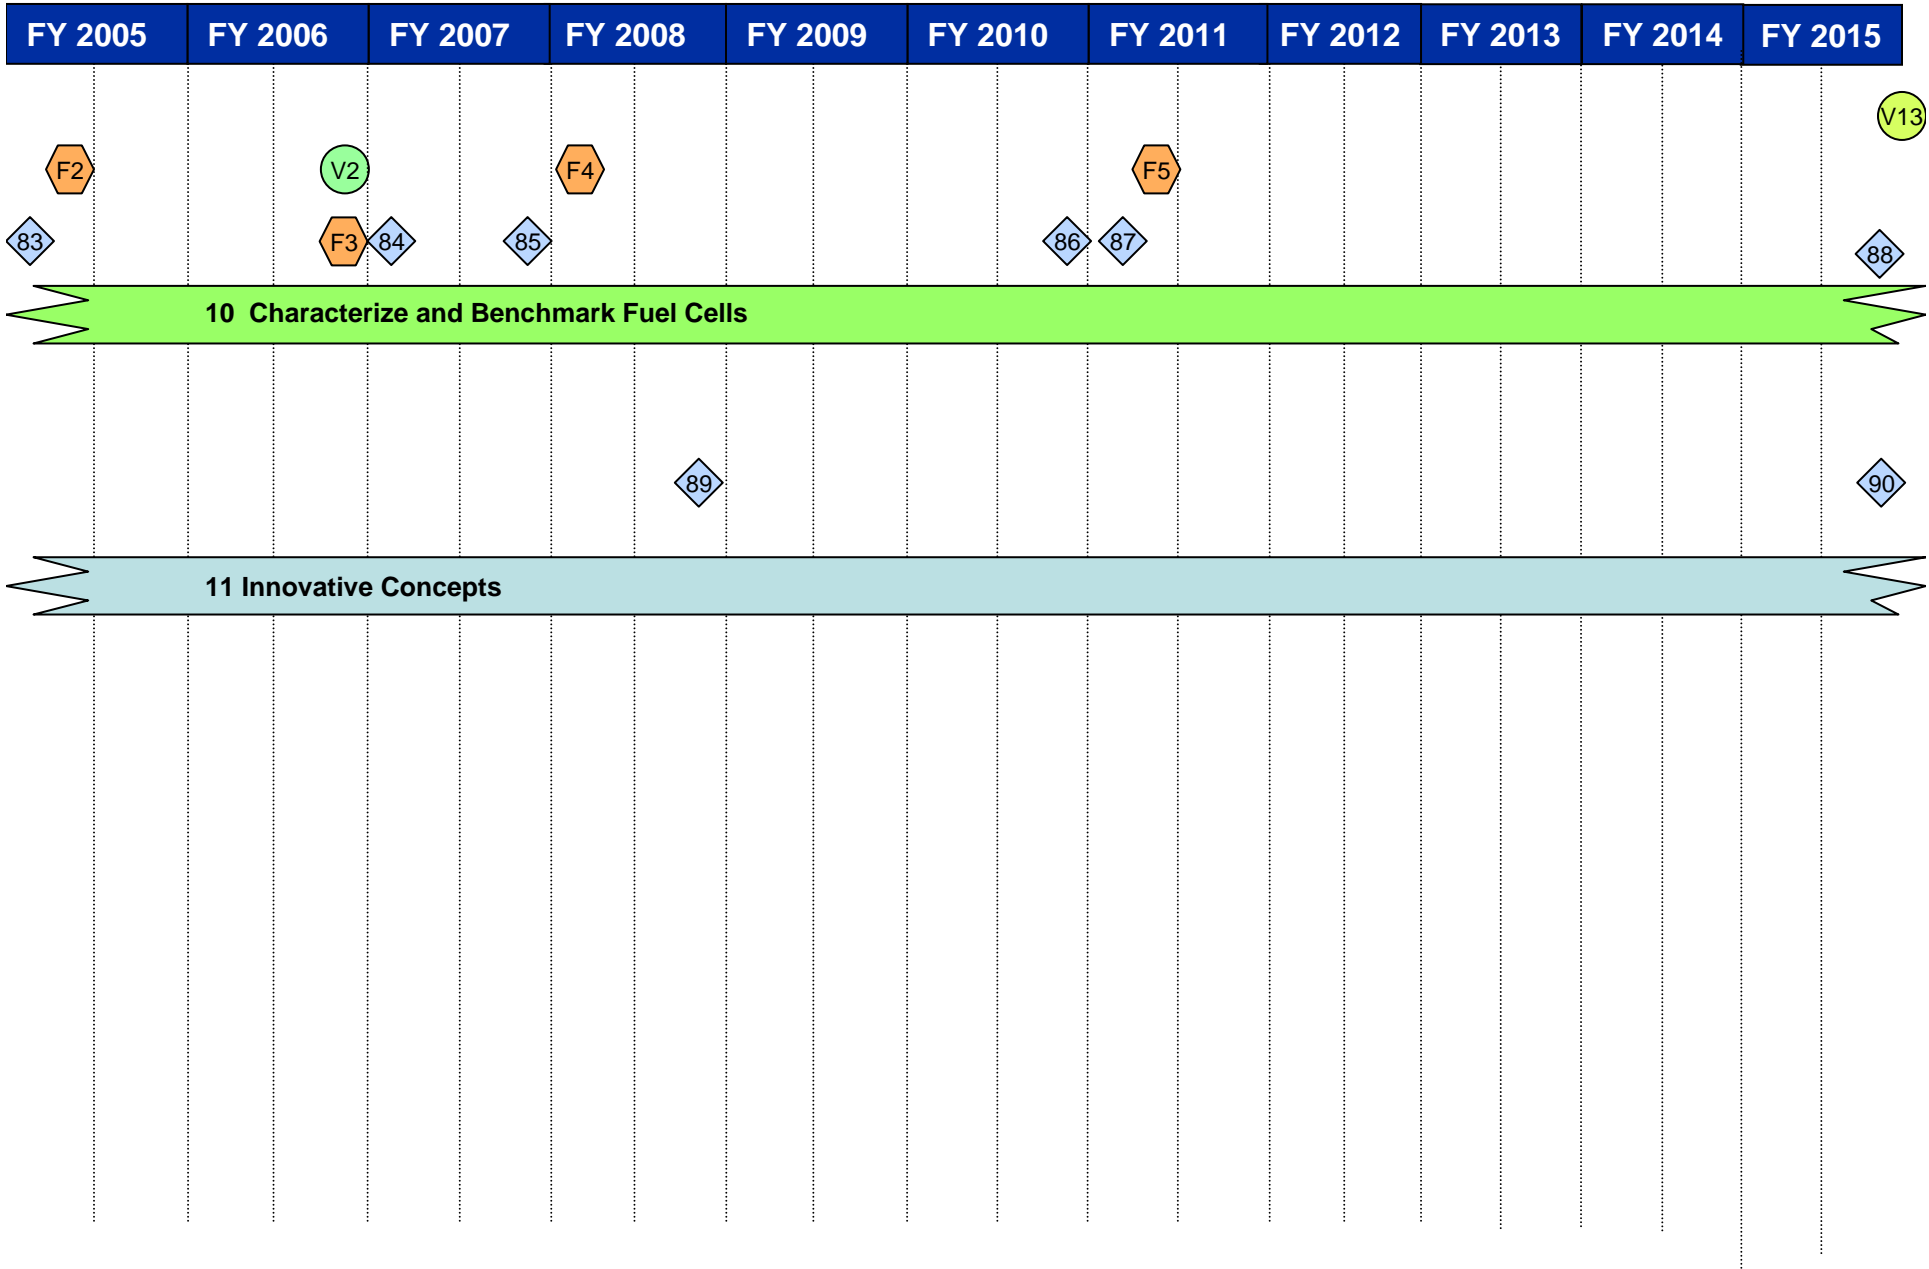 FY 2005 FY 2006 FY 2007 FY 2008 FY 2009 FY 2010 FY 2011 FY 2012 FY 2013 FY 2014 FY 2015
V13
F2 V2 F4 F5
83 F3 84 85 86 87 88
10 Characterize and Benchmark Fuel Cells
89 90
11 Innovative Concepts